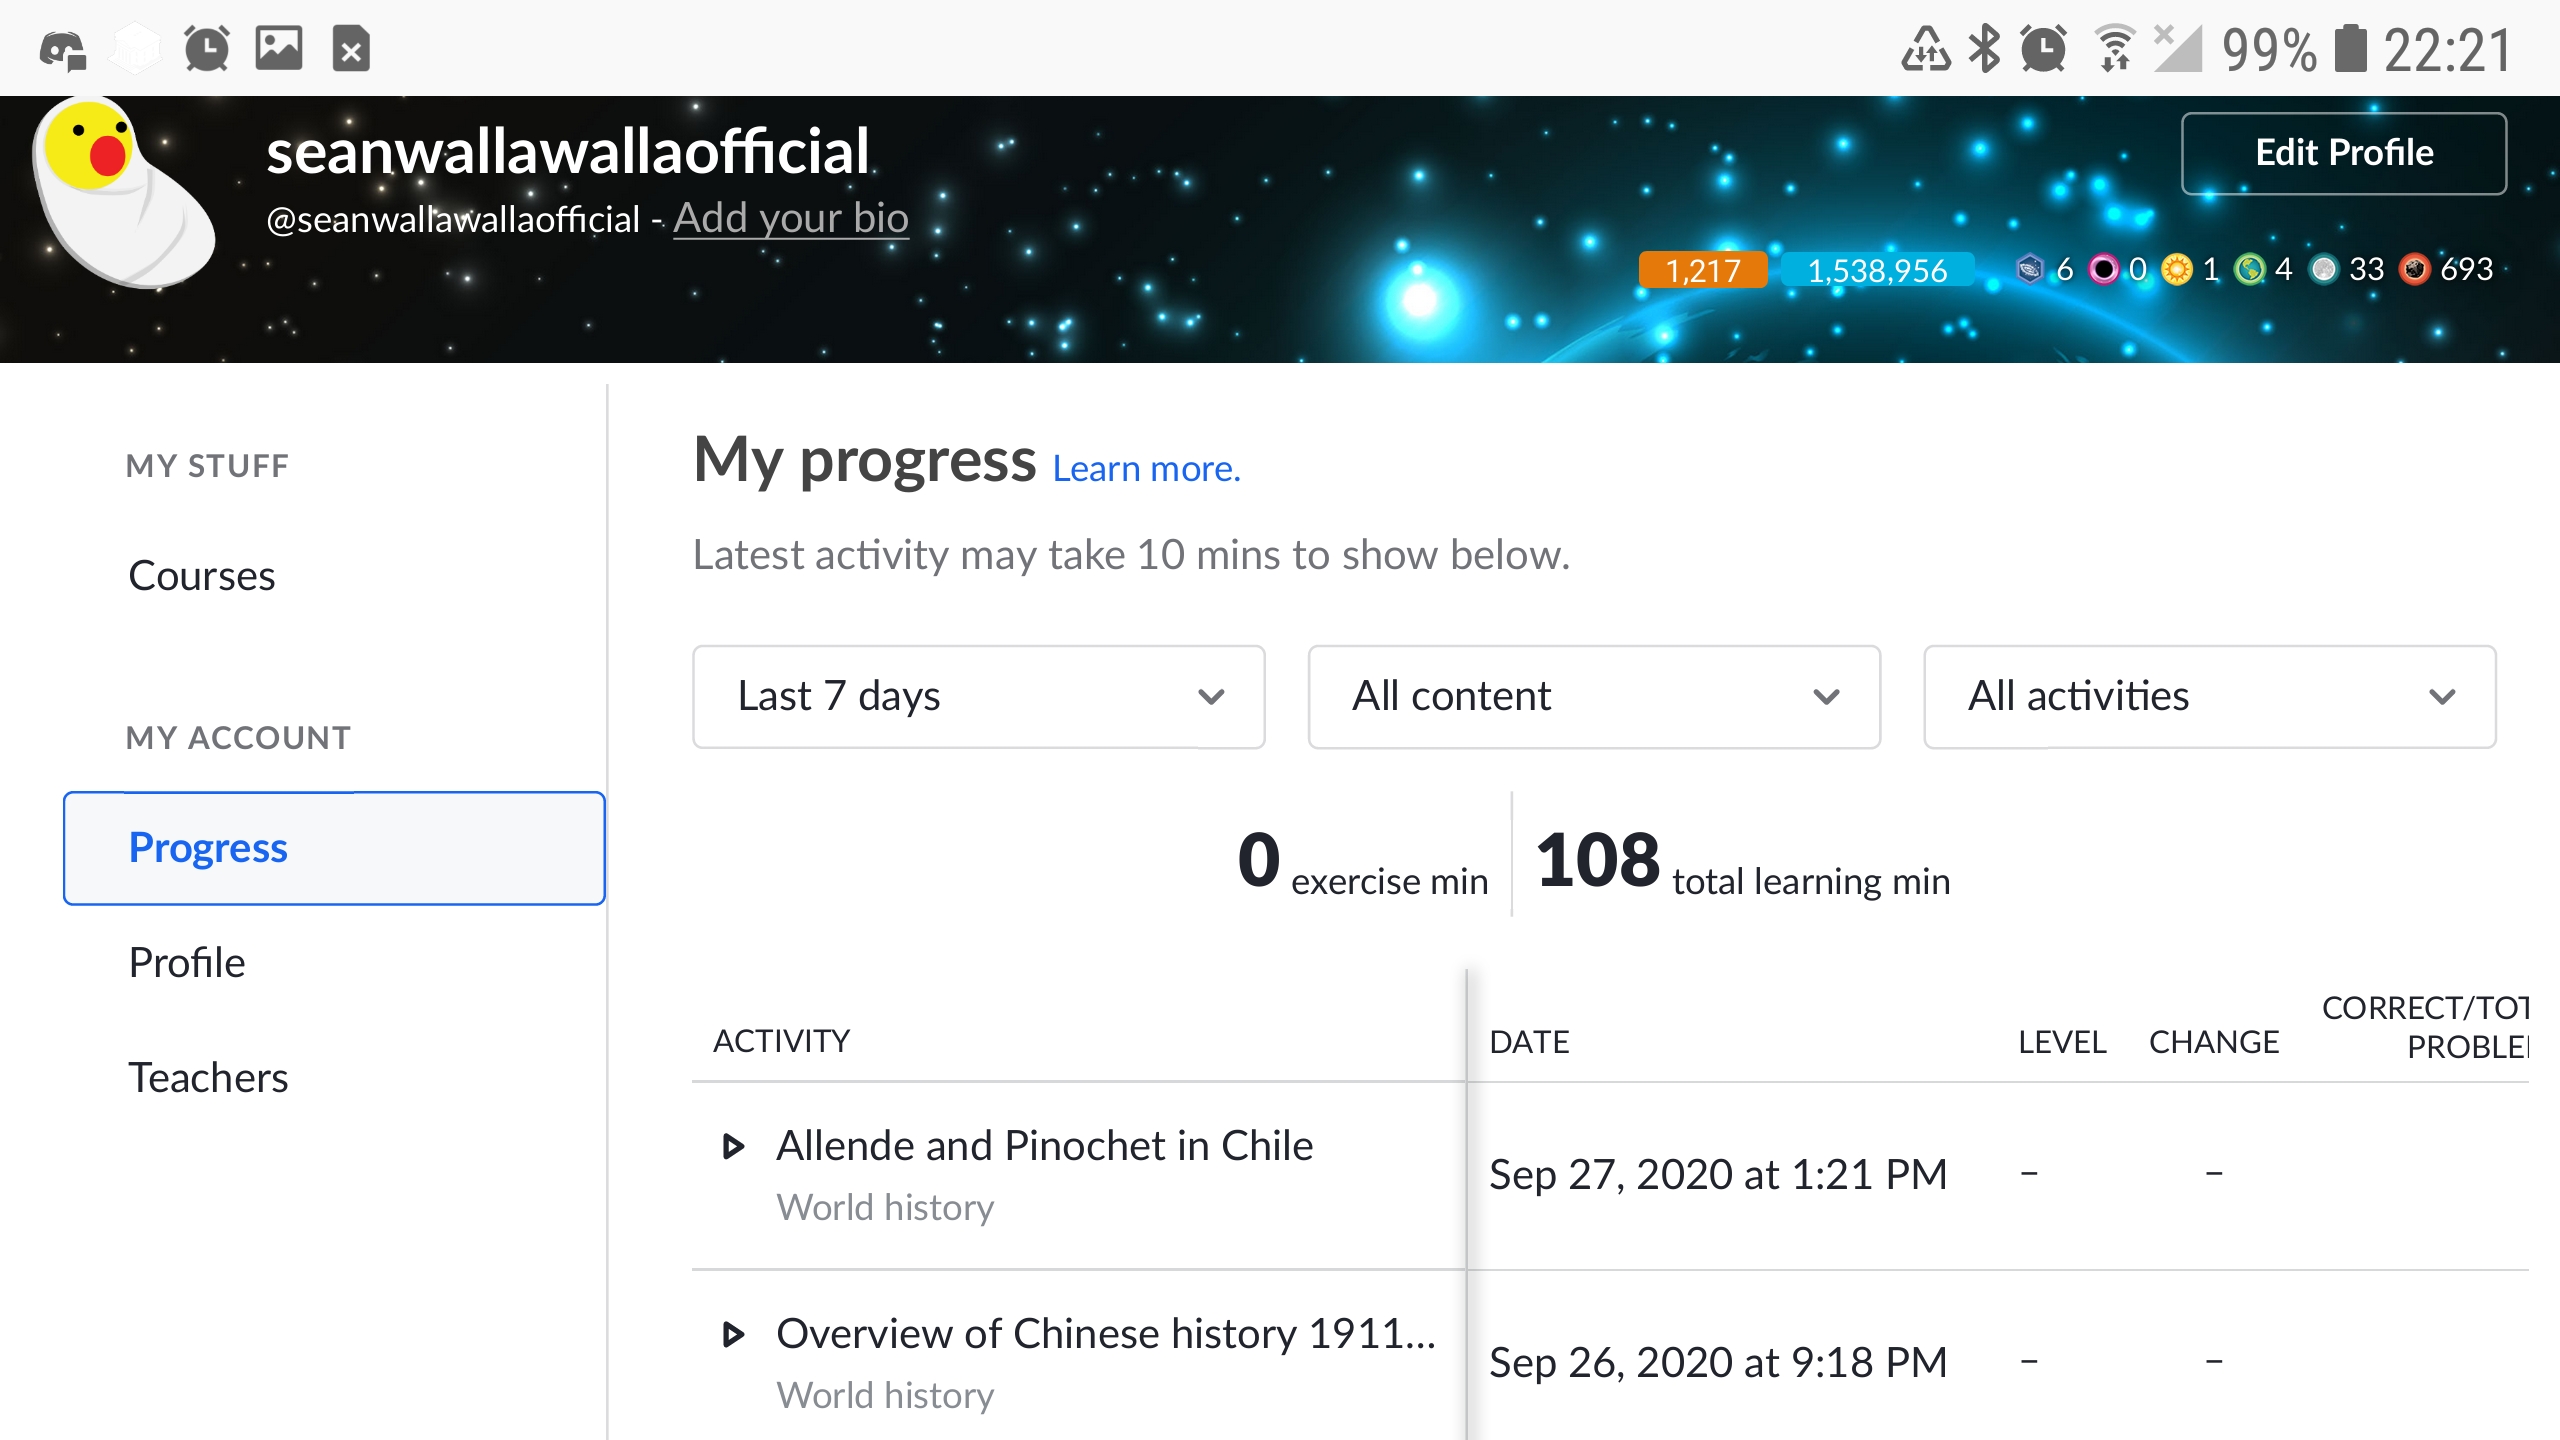 99% 22:21
seanwallawallaofficial
@seanwallawallaofficial - Add your bio
Edit Profile
1,217 1,538,956 6 0 1 4 33 693
MY STUFF
Courses
MY ACCOUNT
Progress
Profile
Teachers
My progress Learn more.
Latest activity may take 10 mins to show below.
Last 7 days All content All activities
0 exercise min 108 total learning min
ACTIVITY DATE LEVEL CHANGE CORRECT/TOT
PROBLE
Allende and Pinochet in Chile
World history
Sep 27, 2020 at 1:21 PM – –
Overview of Chinese history 1911...
World history
Sep 26, 2020 at 9:18 PM – –